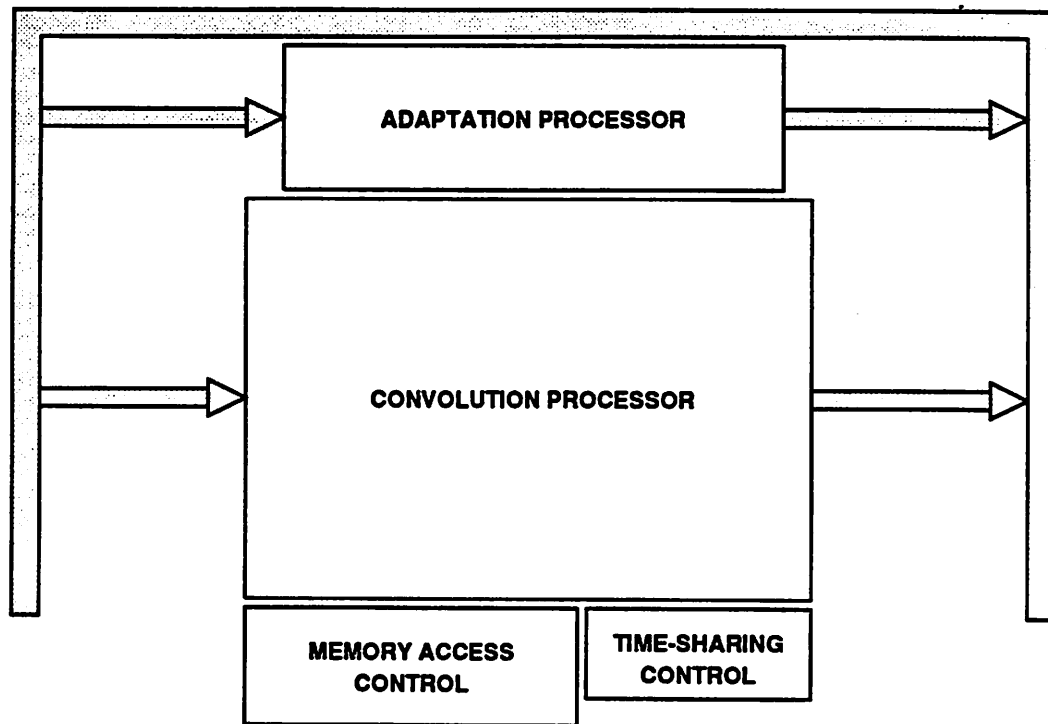 ADAPTATION PROCESSOR
CONVOLUTION PROCESSOR
MEMORY ACCESS
CONTROL
TIME-SHARING
CONTROL